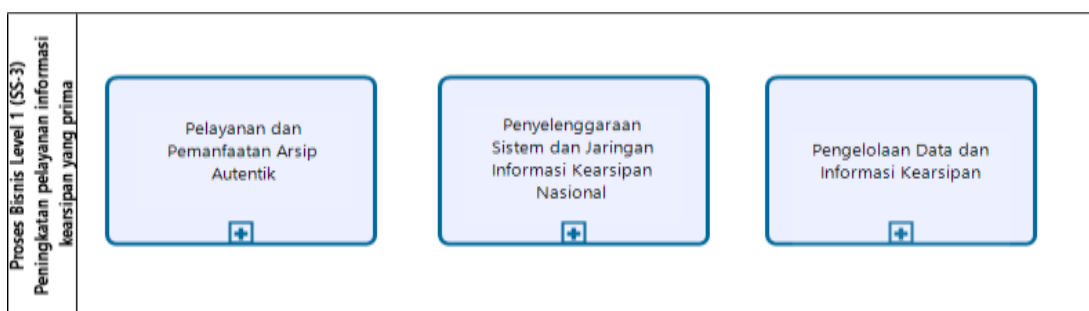 Proses Bisnis Level 1 (SS-3)
Peningkatan pelayanan informasi
kearsipan yang prima
Pelayanan dan
Pemanfaatan Arsip
Autentik
Penyelenggaraan
Sistem dan Jaringan
Informasi Kearsipan
Nasional
Pengelolaan Data dan
Informasi Kearsipan